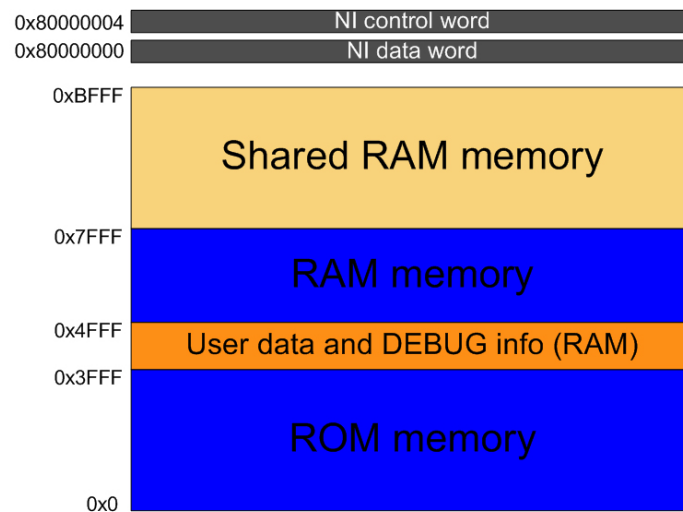 0x80000004 NI control word
0x80000000 NI data word
0xBFFF
Shared RAM memory
0x7FFF
RAM memory
0x4FFF
User data and DEBUG info (RAM)
0x3FFF
ROM memory
0x0